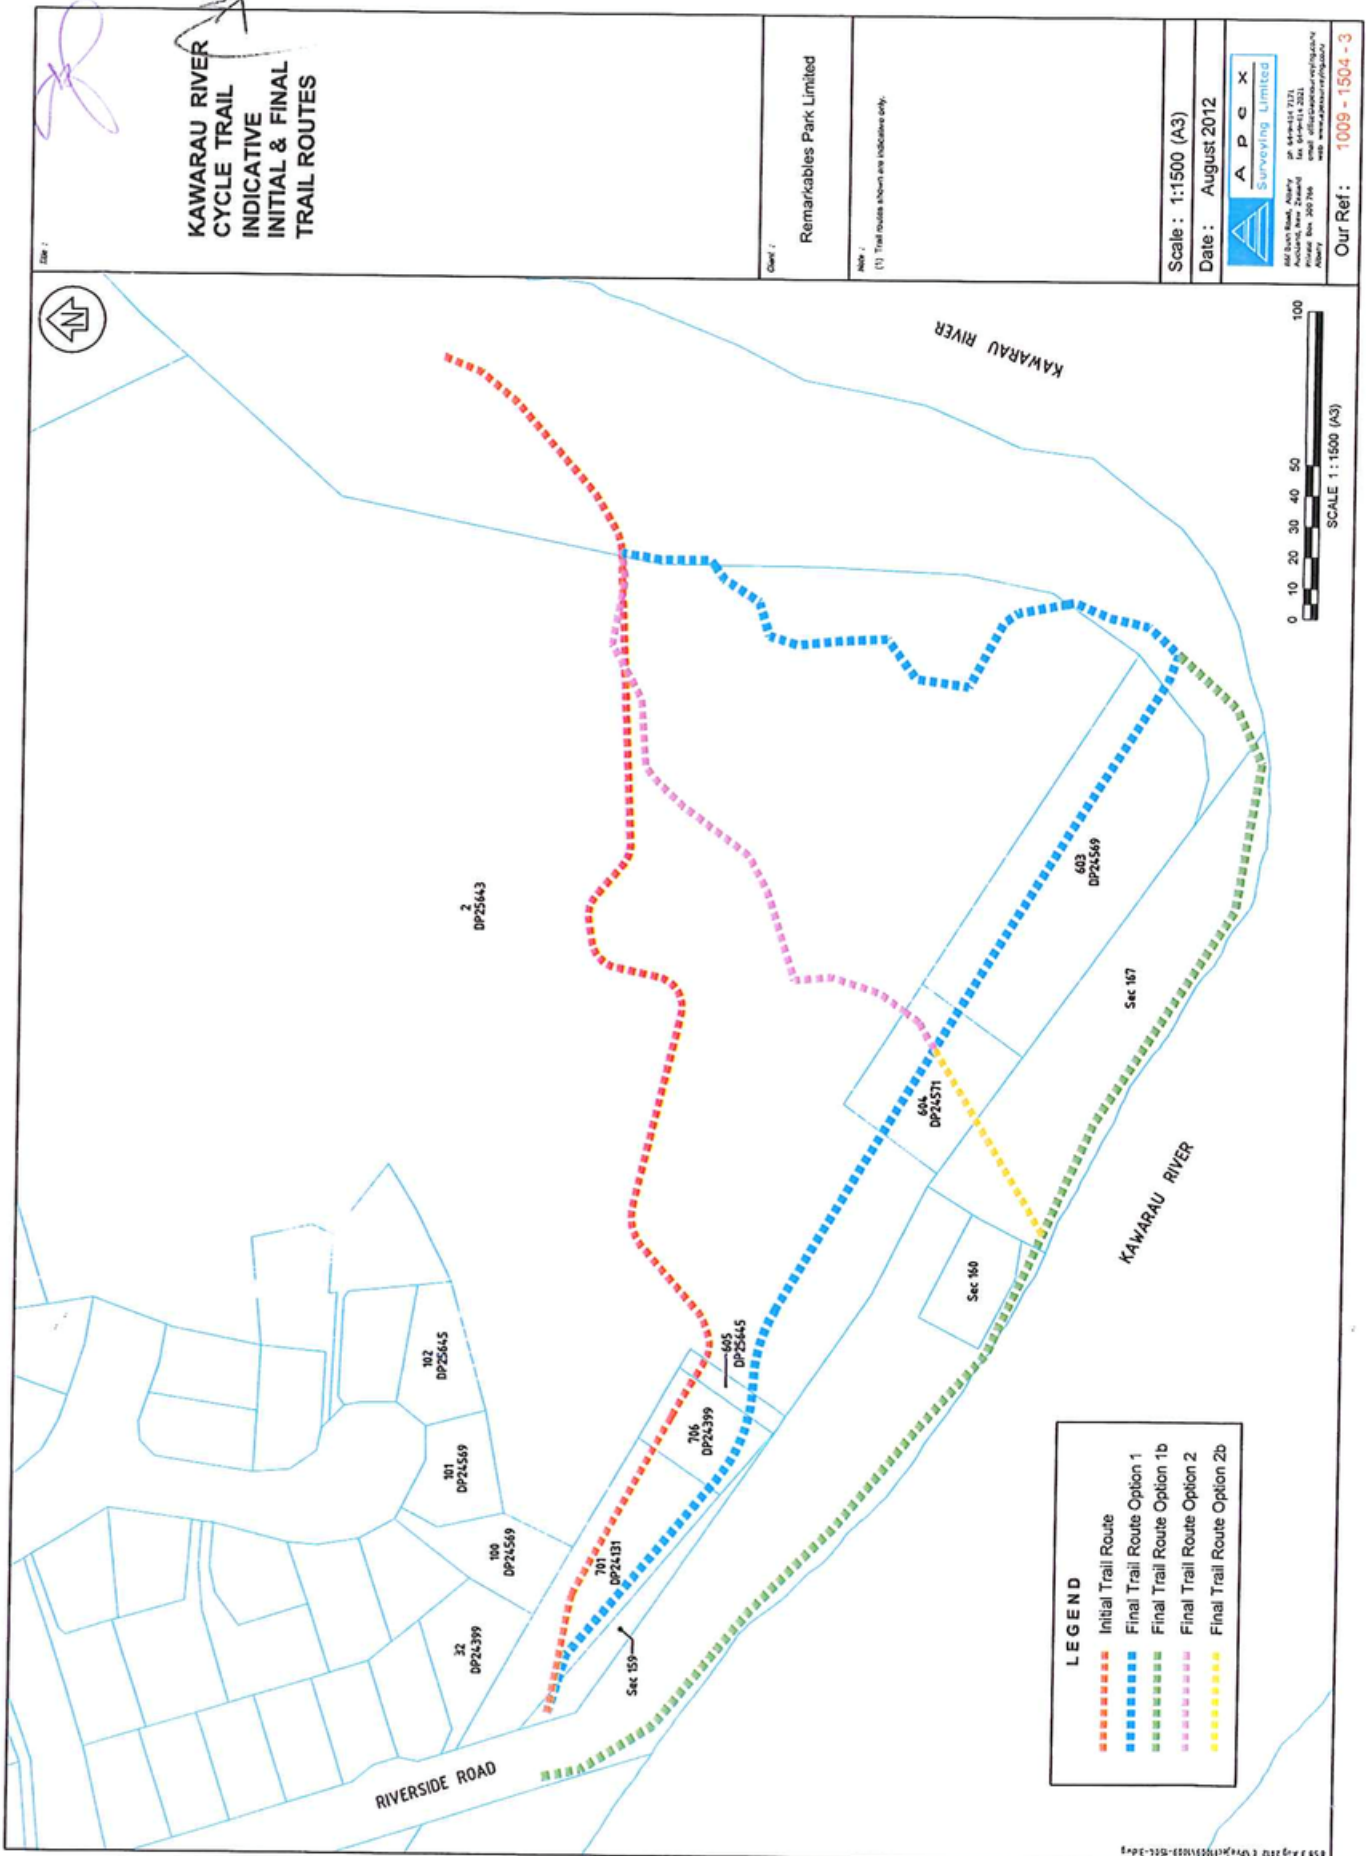 Title :
KAWARAU RIVER
CYCLE TRAIL
INDICATIVE
INITIAL & FINAL
TRAIL ROUTES
Client :
Remarkables Park Limited
Note :
(1) Trail routes shown are indicative only.
Scale : 1:1500 (A3)
Date : August 2012
Apex
Surveying Limited
Our Ref : 1009 - 1504 - 3
N
KAWARAU RIVER
2
DP25643
102
DP25645
101
DP24569
100
DP24569
32
DP24399
701
DP24131
706
DP24399
605
DP25645
604
DP24571
603
DP24569
Sec 167
Sec 160
Sec 159
KAWARAU RIVER
RIVERSIDE ROAD
0 10 20 30 40 50 100
SCALE 1 : 1500 (A3)
LEGEND
Initial Trail Route
Final Trail Route Option 1
Final Trail Route Option 1b
Final Trail Route Option 2
Final Trail Route Option 2b